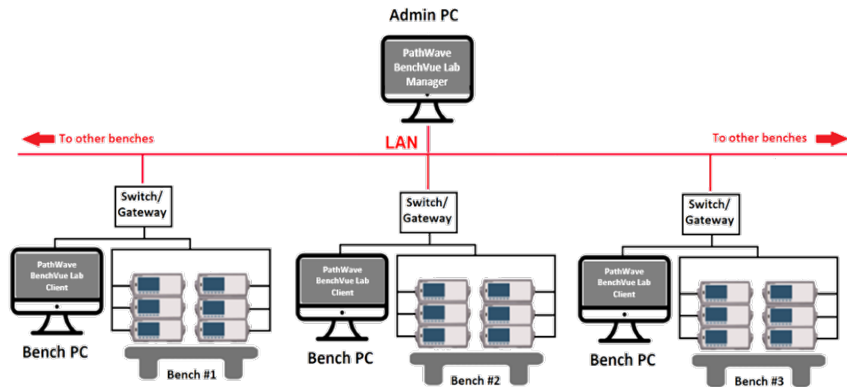 Admin PC
PathWave
BenchVue Lab
Manager
To other benches
LAN
To other benches
Switch/
Gateway
Switch/
Gateway
Switch/
Gateway
PathWave
BenchVue Lab
Client
PathWave
BenchVue Lab
Client
PathWave
BenchVue Lab
Client
Bench PC
Bench #1
Bench PC
Bench #2
Bench PC
Bench #3